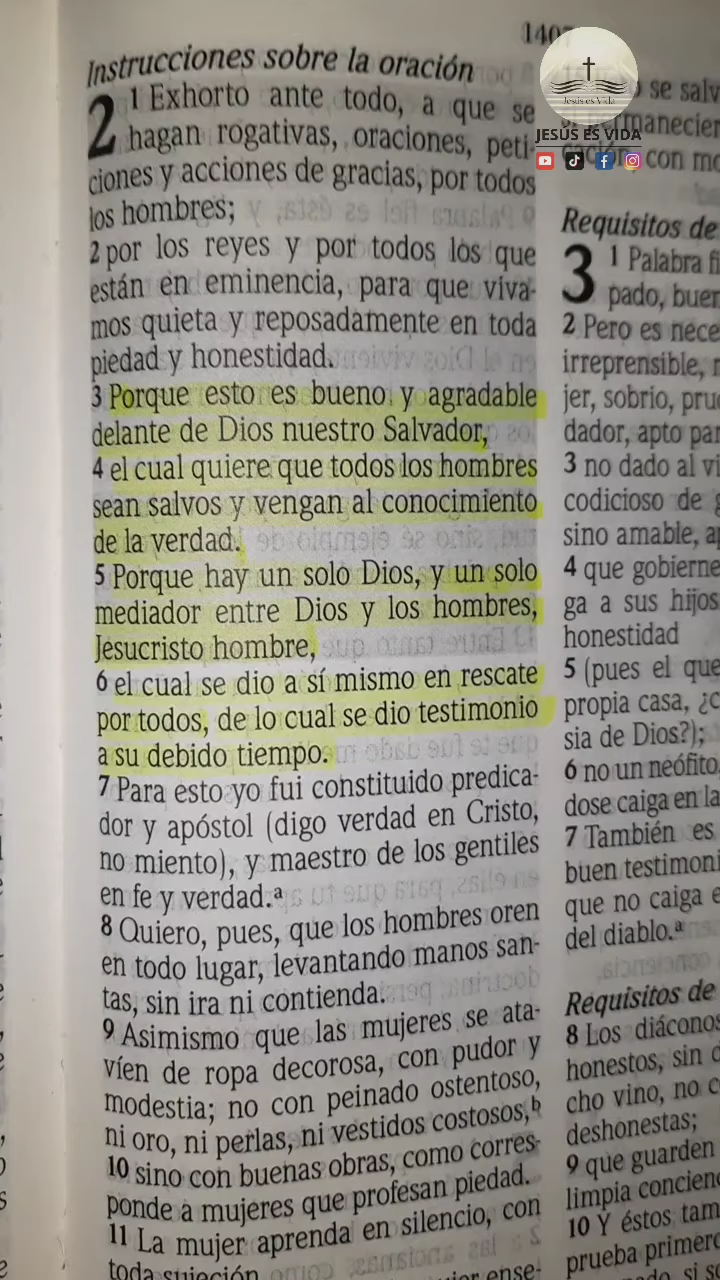 1407
Instrucciones sobre la oración
2 1 Exhorto ante todo, a que se
hagan rogativas, oraciones, peti-
ciones y acciones de gracias, por todos
los hombres;
2 por los reyes y por todos los que
están en eminencia, para que viva-
mos quieta y reposadamente en toda
piedad y honestidad.
3 Porque esto es bueno y agradable
delante de Dios nuestro Salvador,
4 el cual quiere que todos los hombres
sean salvos y vengan al conocimiento
de la verdad.
5 Porque hay un solo Dios, y un solo
mediador entre Dios y los hombres,
Jesucristo hombre,
6 el cual se dio a sí mismo en rescate
por todos, de lo cual se dio testimonio
a su debido tiempo.
7 Para esto yo fui constituido predica-
dor y apóstol (digo verdad en Cristo,
no miento), y maestro de los gentiles
en fe y verdad.ª
8 Quiero, pues, que los hombres oren
en todo lugar, levantando manos san-
tas, sin ira ni contienda.
9 Asimismo que las mujeres se ata-
víen de ropa decorosa, con pudor y
modestia; no con peinado ostentoso,
ni oro, ni perlas, ni vestidos costosos,ᵇ
10 sino con buenas obras, como corres-
ponde a mujeres que profesan piedad.
11 La mujer aprenda en silencio, con
toda sujeción
Jesús es Vida
JESÚS ES VIDA
se salv
permanecier
con mo
Requisitos de
3 1 Palabra fi
pado, buer
2 Pero es nece
irreprensible, m
jer, sobrio, pru
dador, apto par
3 no dado al vi
codicioso de g
sino amable, ap
4 que gobierne
ga a sus hijos
honestidad
5 (pues el que
propia casa, ¿c
sia de Dios?);
6 no un neófito,
dose caiga en la
7 También es
buen testimoni
que no caiga e
del diablo.ª
Requisitos de
8 Los diáconos
honestos, sin d
cho vino, no c
deshonestas;
9 que guarden
limpia concienc
10 Y éstos tam
prueba primero